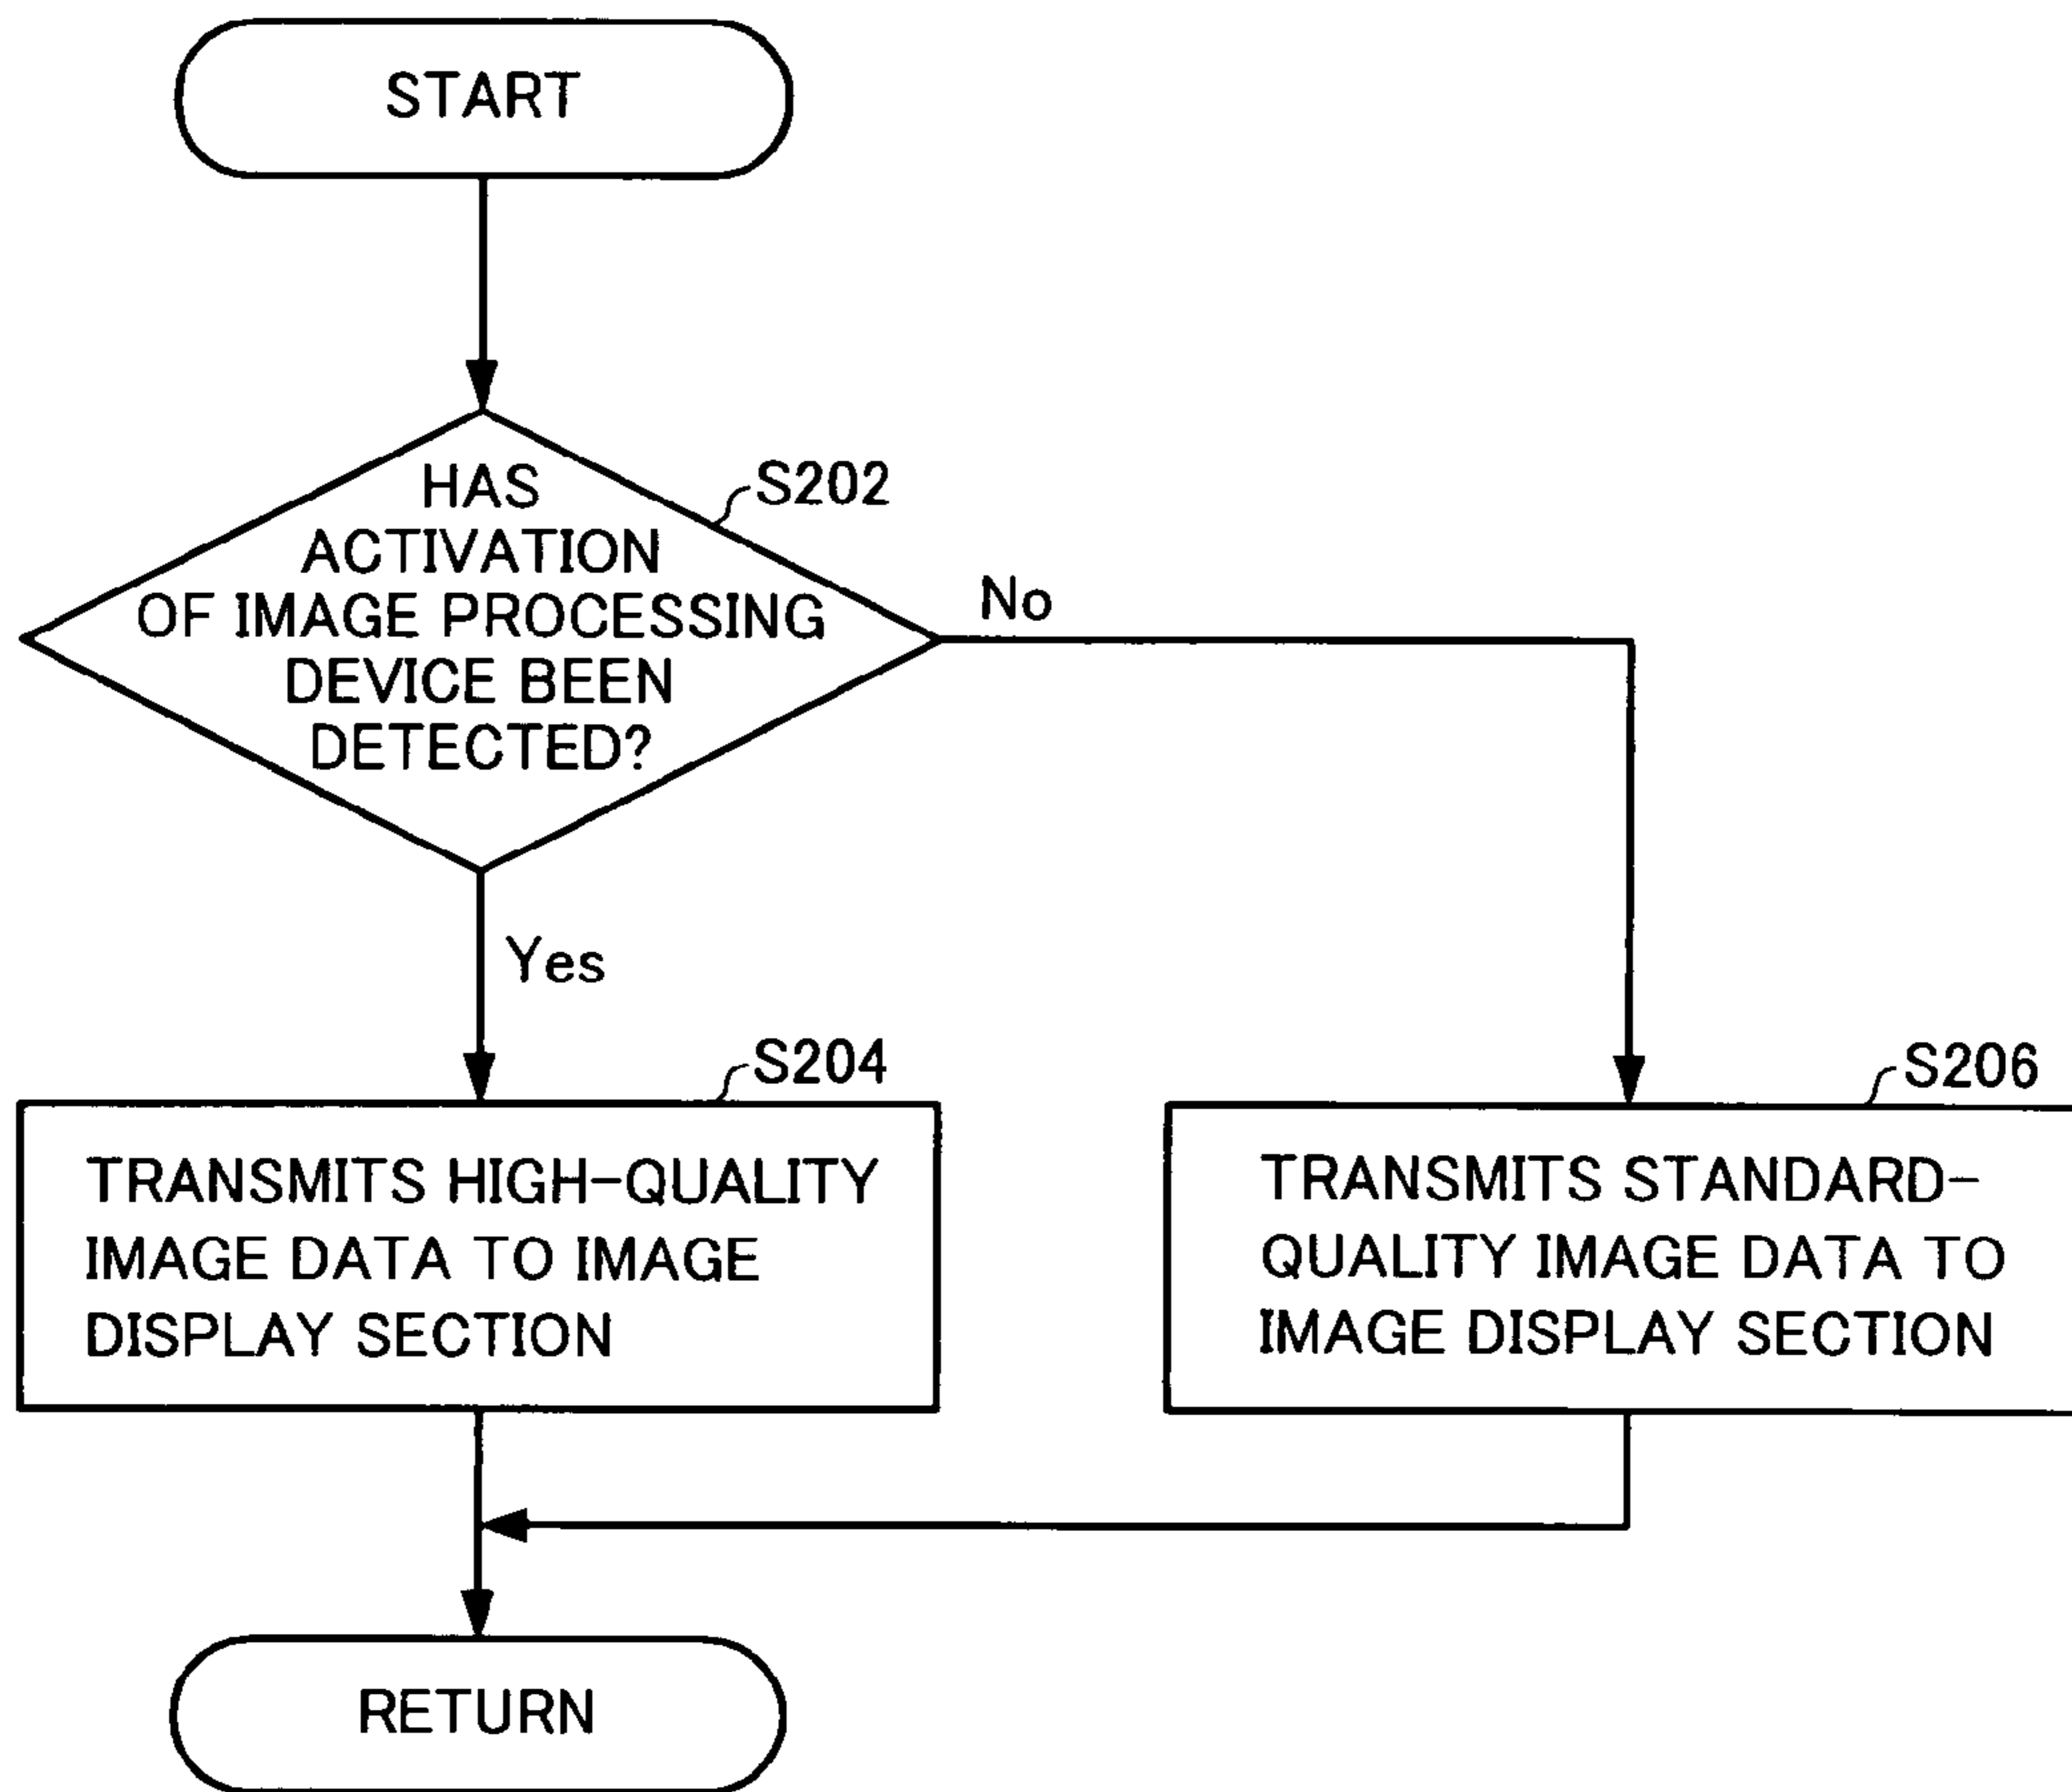 START
HAS
ACTIVATION
OF IMAGE PROCESSING
DEVICE BEEN
DETECTED?
S202
No
Yes
S204
TRANSMITS HIGH-QUALITY
IMAGE DATA TO IMAGE
DISPLAY SECTION
S206
TRANSMITS STANDARD-
QUALITY IMAGE DATA TO
IMAGE DISPLAY SECTION
RETURN